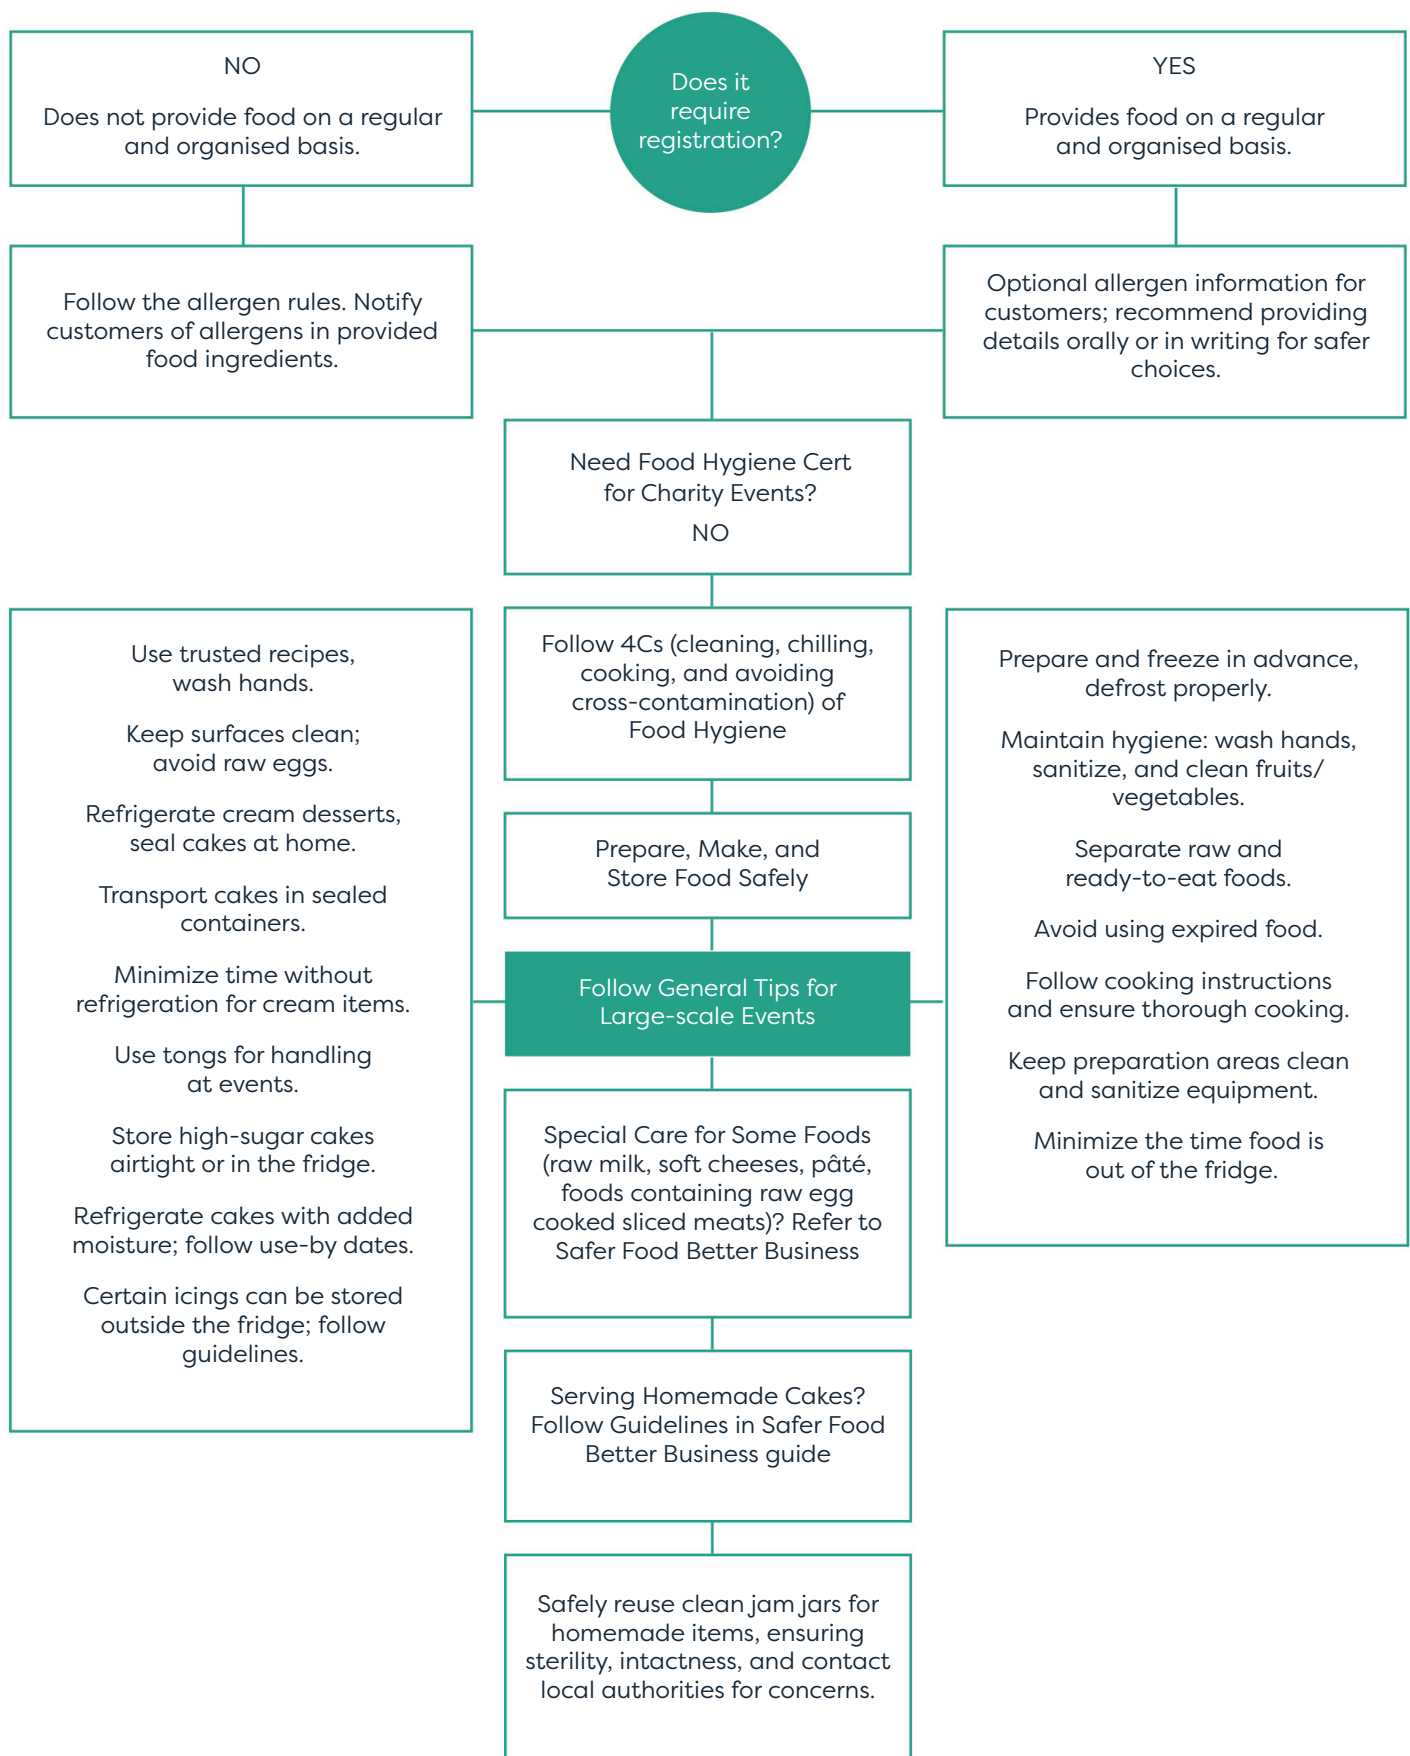 Does it
require
registration?
NO
Does not provide food on a regular
and organised basis.
YES
Provides food on a regular
and organised basis.
Follow the allergen rules. Notify
customers of allergens in provided
food ingredients.
Optional allergen information for
customers; recommend providing
details orally or in writing for safer
choices.
Need Food Hygiene Cert
for Charity Events?
NO
Follow 4Cs (cleaning, chilling,
cooking, and avoiding
cross-contamination) of
Food Hygiene
Prepare, Make, and
Store Food Safely
Follow General Tips for
Large-scale Events
Use trusted recipes,
wash hands.
Keep surfaces clean;
avoid raw eggs.
Refrigerate cream desserts,
seal cakes at home.
Transport cakes in sealed
containers.
Minimize time without
refrigeration for cream items.
Use tongs for handling
at events.
Store high-sugar cakes
airtight or in the fridge.
Refrigerate cakes with added
moisture; follow use-by dates.
Certain icings can be stored
outside the fridge; follow
guidelines.
Prepare and freeze in advance,
defrost properly.
Maintain hygiene: wash hands,
sanitize, and clean fruits/
vegetables.
Separate raw and
ready-to-eat foods.
Avoid using expired food.
Follow cooking instructions
and ensure thorough cooking.
Keep preparation areas clean
and sanitize equipment.
Minimize the time food is
out of the fridge.
Special Care for Some Foods
(raw milk, soft cheeses, pâté,
foods containing raw egg
cooked sliced meats)? Refer to
Safer Food Better Business
Serving Homemade Cakes?
Follow Guidelines in Safer Food
Better Business guide
Safely reuse clean jam jars for
homemade items, ensuring
sterility, intactness, and contact
local authorities for concerns.